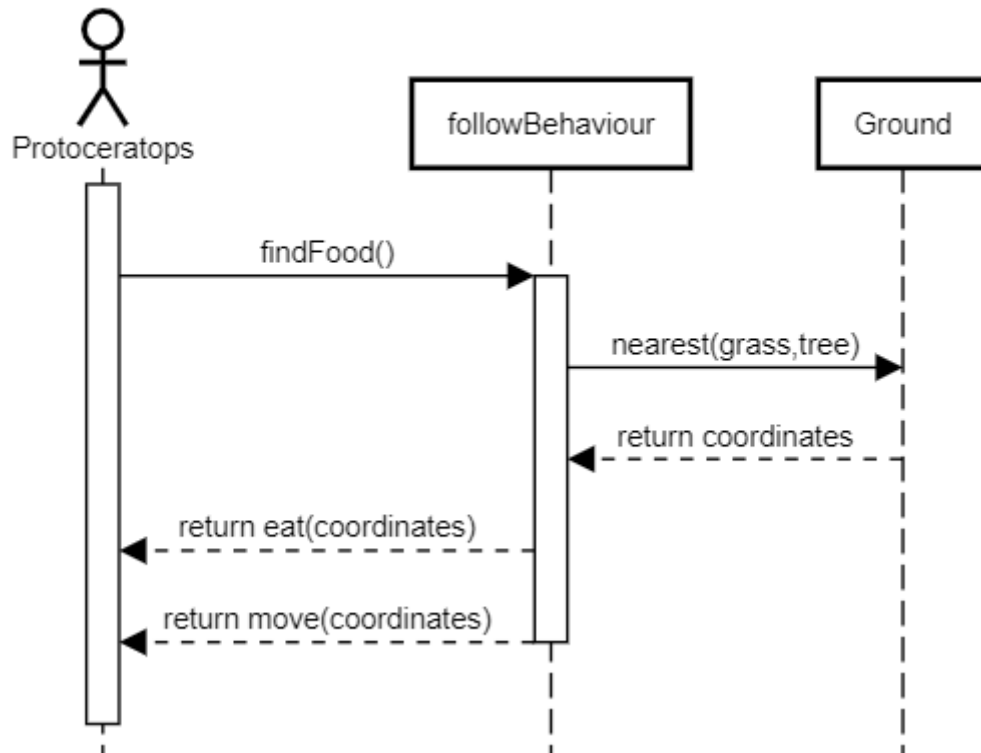 Protoceratops
followBehaviour
Ground
findFood()
nearest(grass,tree)
return coordinates
return eat(coordinates)
return move(coordinates)